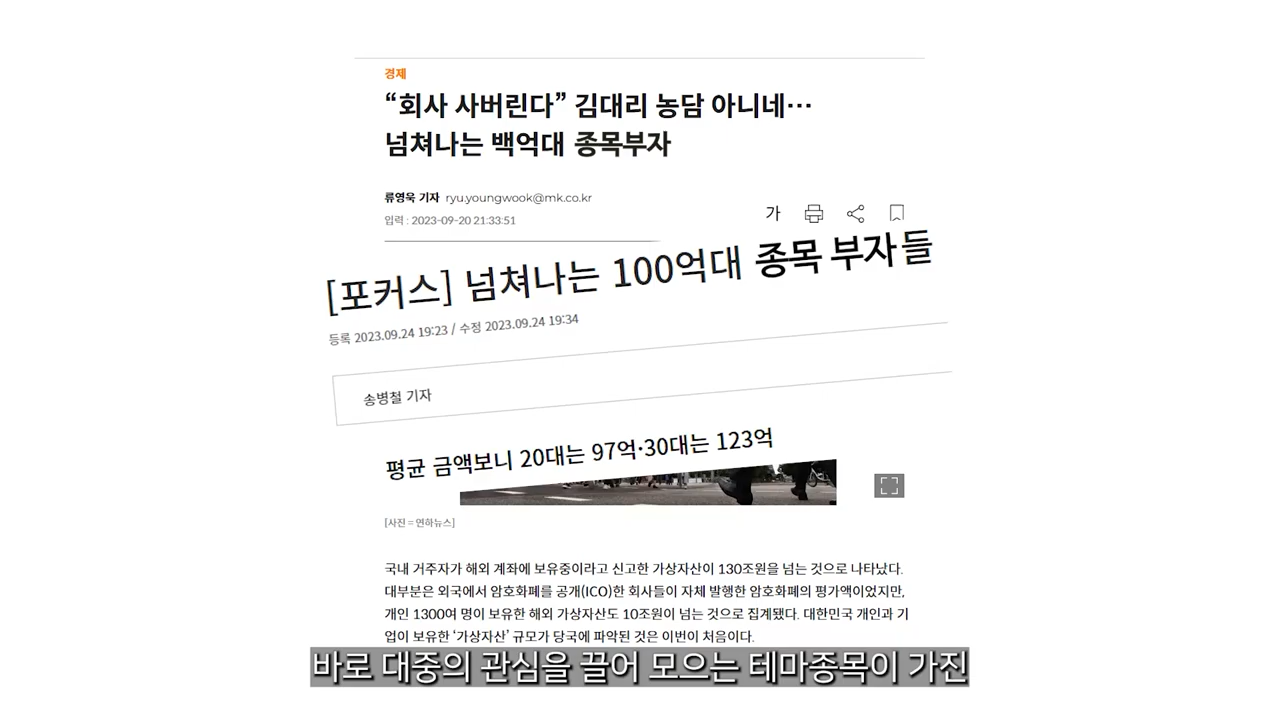 경제
“회사 사버린다” 김대리 농담 아니네…
넘쳐나는 백억대 종목부자
류영욱 기자 ryu.youngwook@mk.co.kr
입력 : 2023-09-20 21:33:51
가
[포커스] 넘쳐나는 100억대 종목 부자들
등록 2023.09.24 19:23 / 수정 2023.09.24 19:34
송병철 기자
평균 금액보니 20대는 97억·30대는 123억
[사진 = 연하뉴스]
국내 거주자가 해외 계좌에 보유중이라고 신고한 가상자산이 130조원을 넘는 것으로 나타났다.
대부분은 외국에서 암호화폐를 공개(ICO)한 회사들이 자체 발행한 암호화폐의 평가액이었지만,
개인 1300여 명이 보유한 해외 가상자산도 10조원이 넘는 것으로 집계됐다. 대한민국 개인과 기
업이 보유한 ‘가상자산’ 규모가 당국에 파악된 것은 이번이 처음이다.
바로 대중의 관심을 끌어 모으는 테마종목이 가진